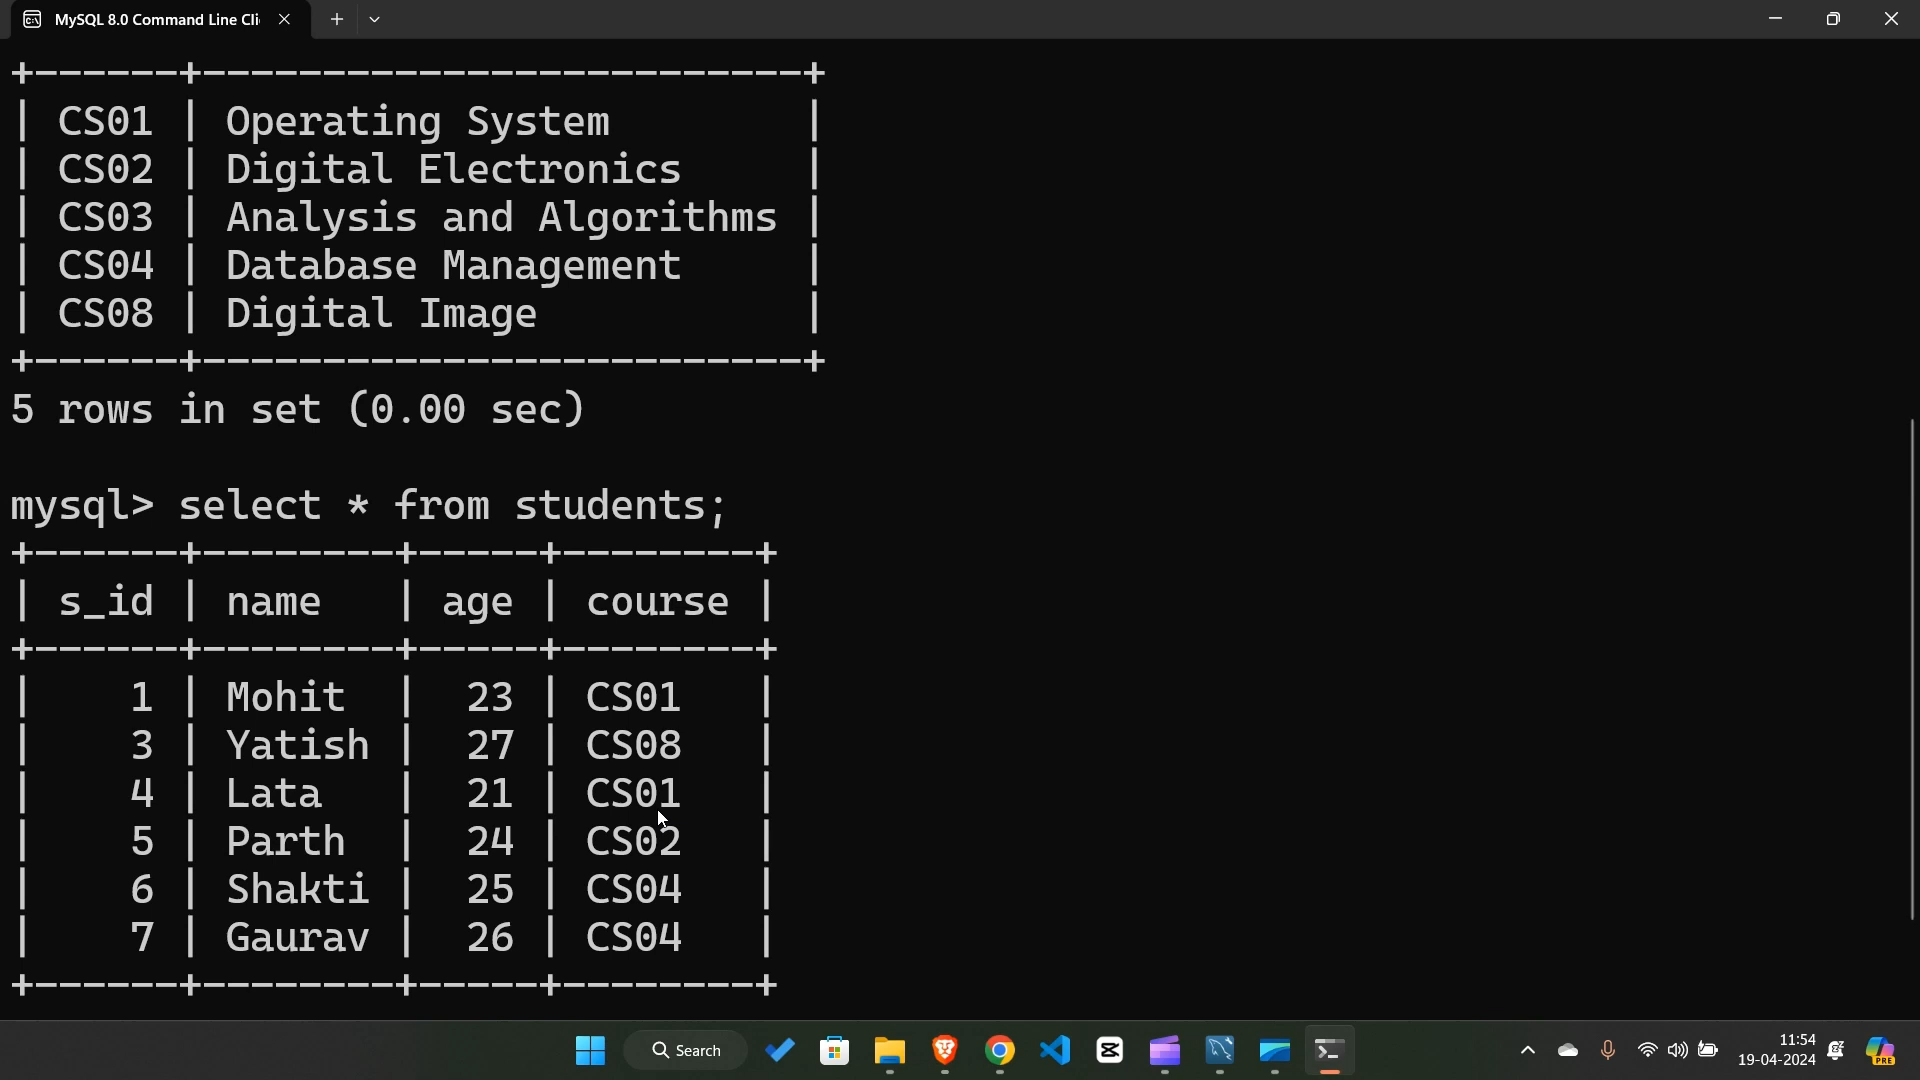 MySQL 8.0 Command Line Cli
+------+-------------------------+
| CS01 | Operating System        |
| CS02 | Digital Electronics     |
| CS03 | Analysis and Algorithms |
| CS04 | Database Management     |
| CS08 | Digital Image           |
+------+-------------------------+
5 rows in set (0.00 sec)
mysql> select * from students;
+------+--------+-----+--------+
| s_id | name   | age | course |
+------+--------+-----+--------+
|    1 | Mohit  |  23 | CS01   |
|    3 | Yatish |  27 | CS08   |
|    4 | Lata   |  21 | CS01   |
|    5 | Parth  |  24 | CS02   |
|    6 | Shakti |  25 | CS04   |
|    7 | Gaurav |  26 | CS04   |
+------+--------+-----+--------+
Search
11:54
19-04-2024
PRE